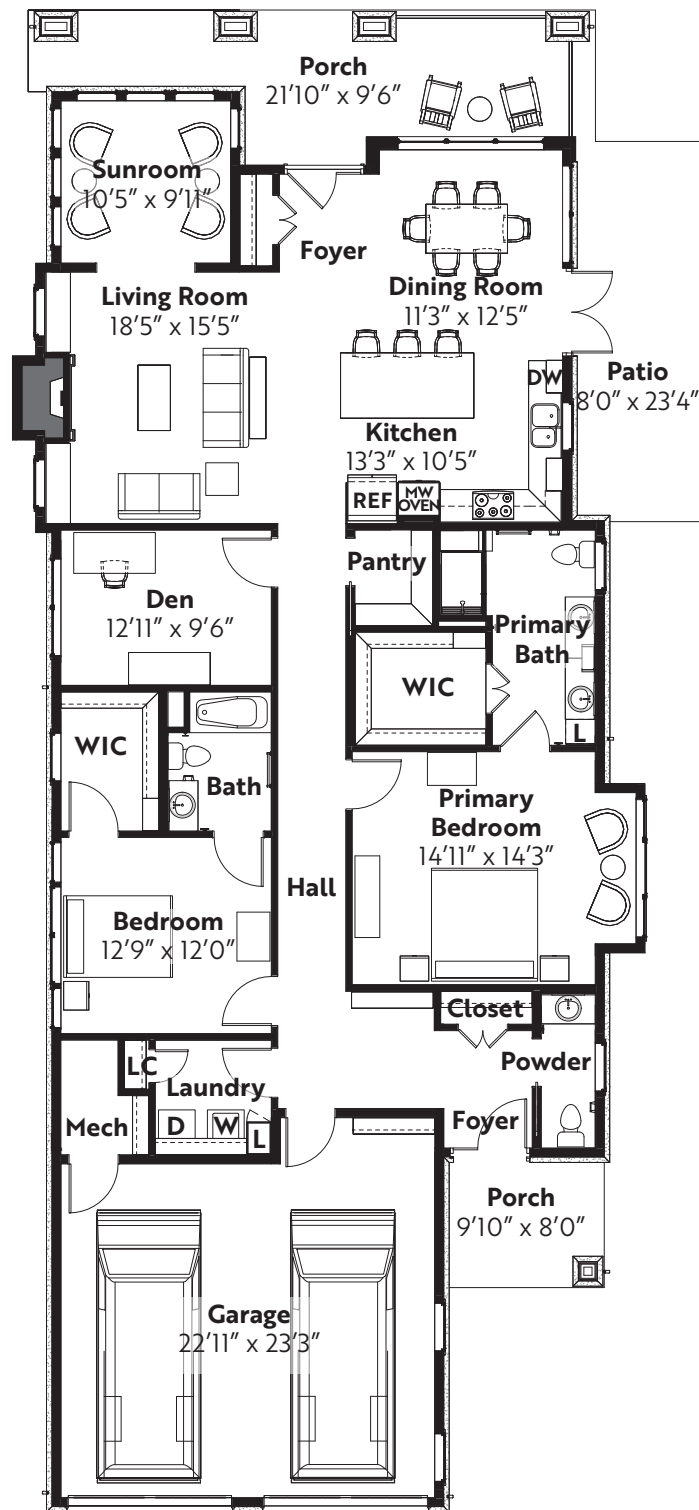 Porch
21'10" x 9'6"
Sunroom
10'5" x 9'11"
Foyer
Living Room
18'5" x 15'5"
Dining Room
11'3" x 12'5"
DW
Patio
8'0" x 23'4"
Kitchen
13'3" x 10'5"
REF
MW
OVEN
Pantry
Den
12'11" x 9'6"
Primary
Bath
WIC
WIC
L
Bath
Primary
Bedroom
14'11" x 14'3"
Hall
Bedroom
12'9" x 12'0"
Closet
LC
Laundry
Powder
Mech
D
W
L
Foyer
Porch
9'10" x 8'0"
Garage
22'11" x 23'3"